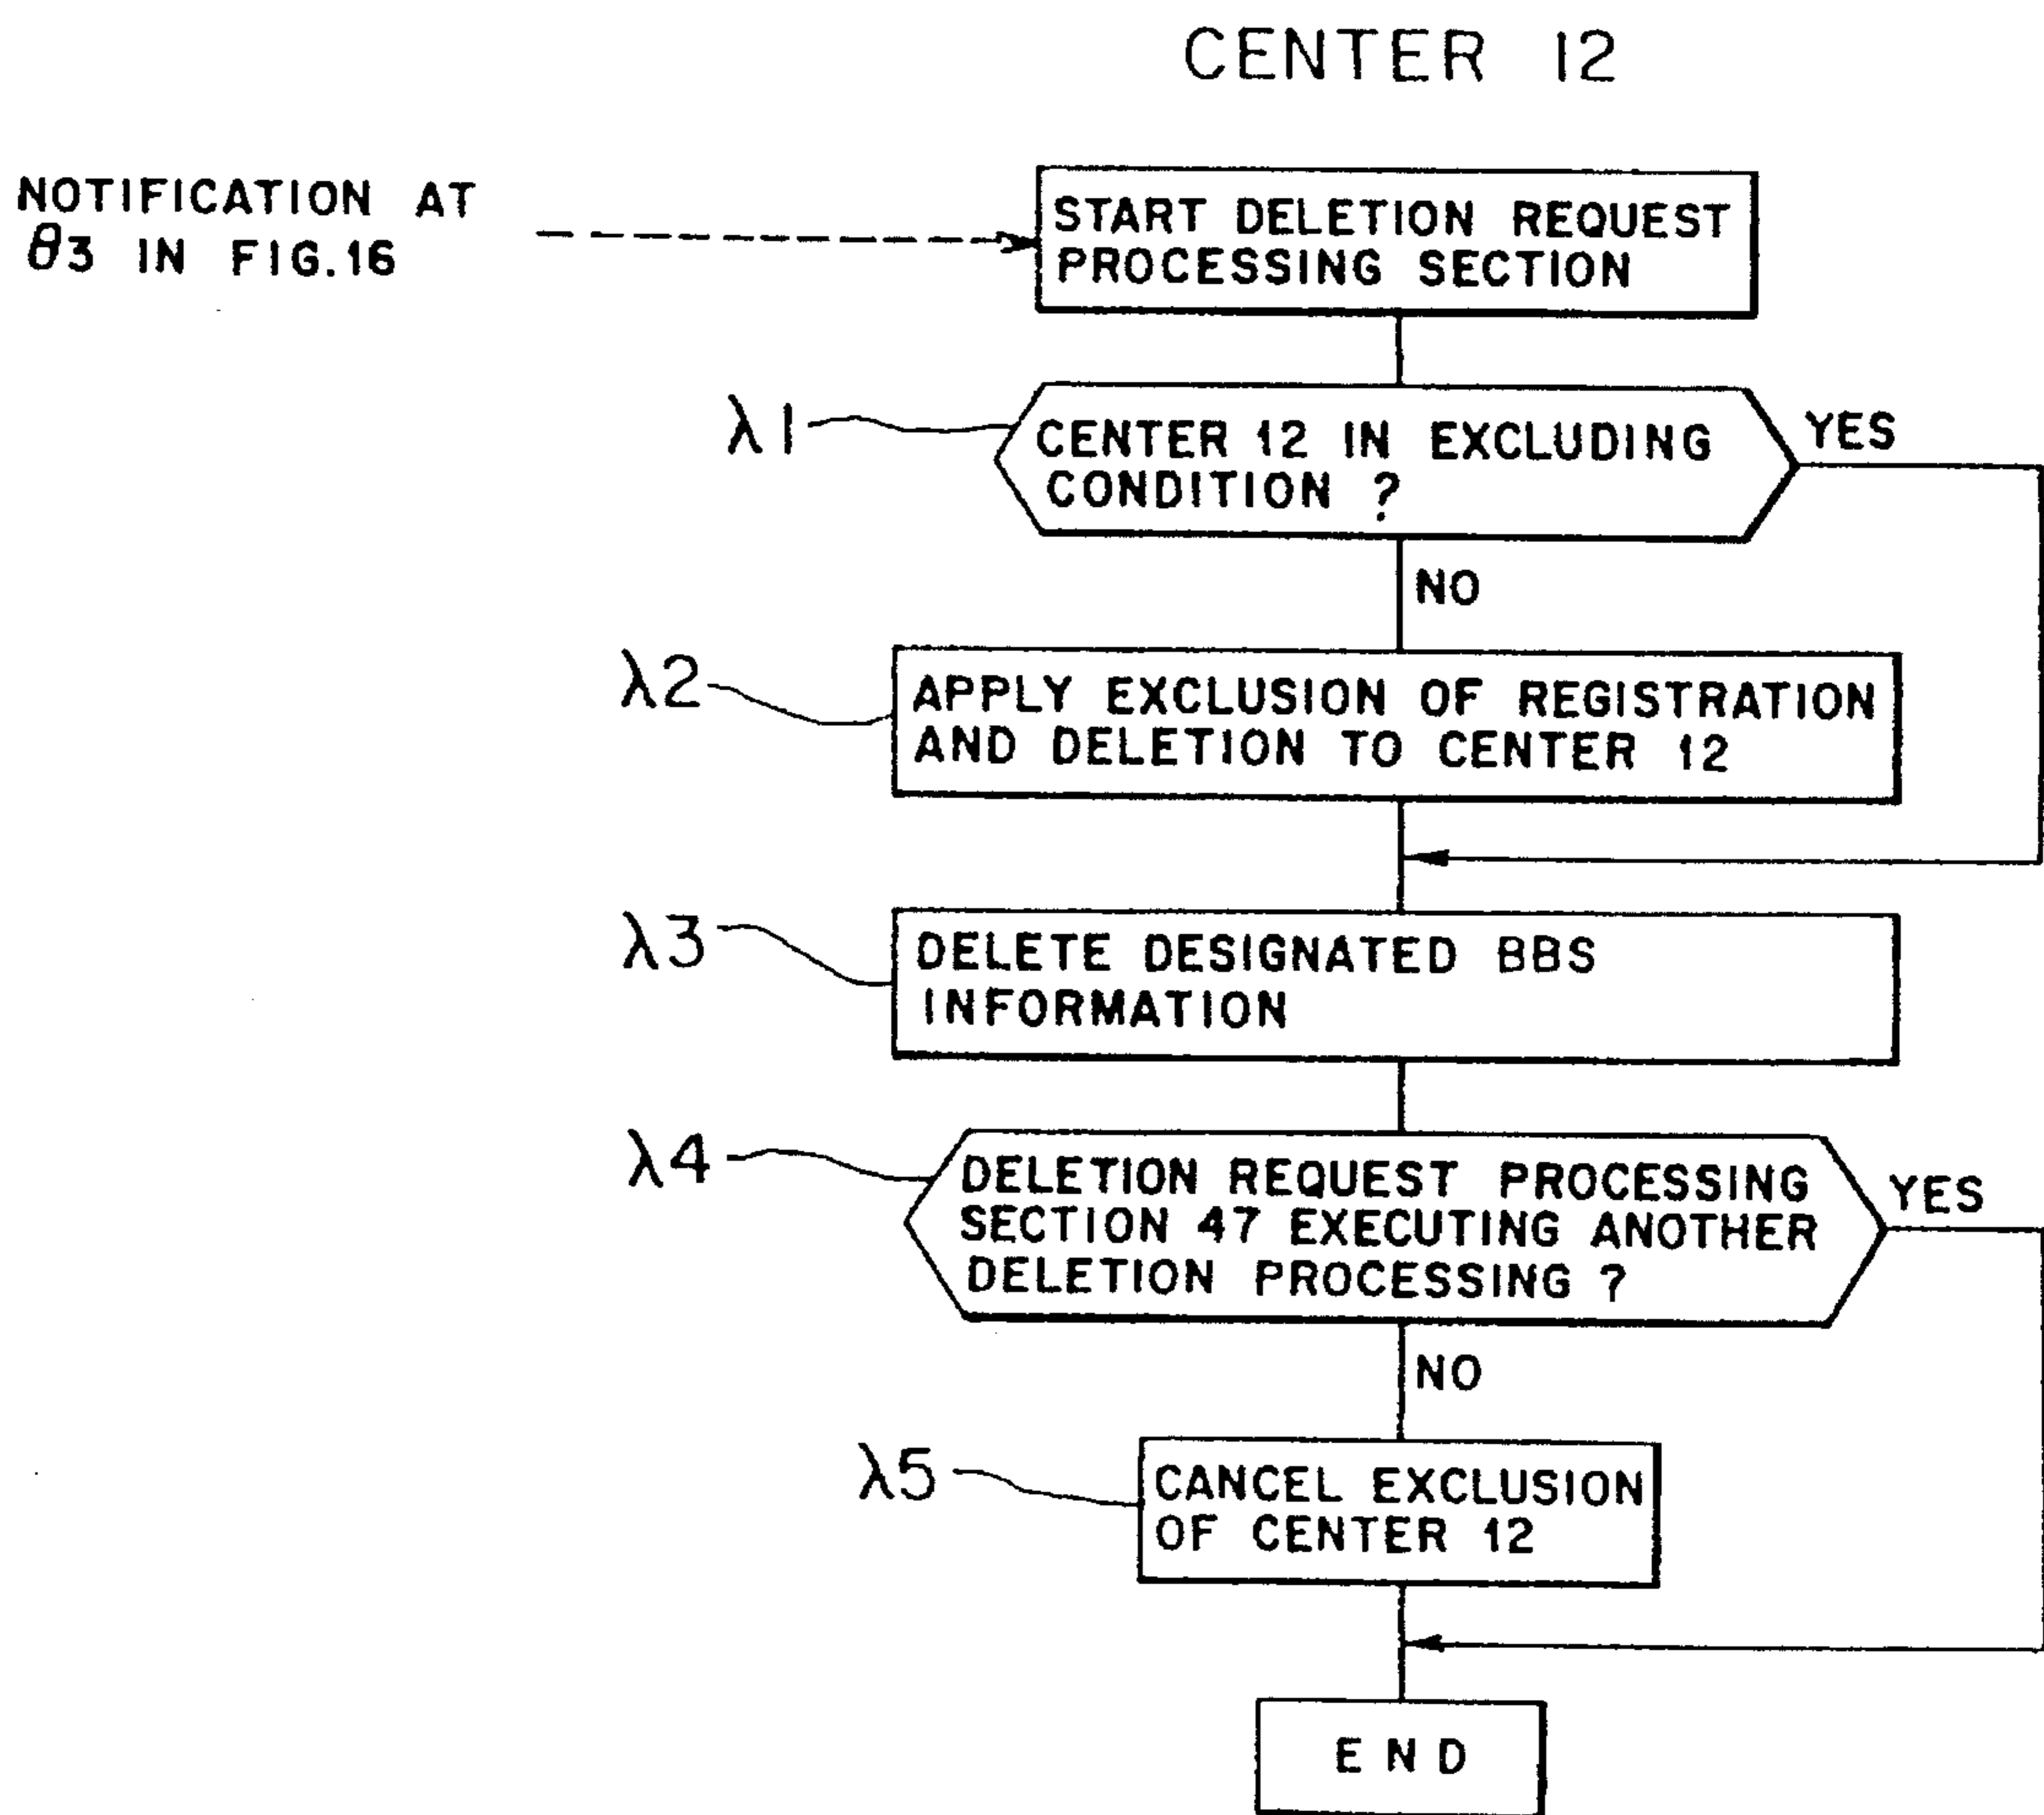 CENTER 12
NOTIFICATION AT
θ3 IN FIG.16
START DELETION REQUEST
PROCESSING SECTION
λ1
CENTER 12 IN EXCLUDING
CONDITION ?
YES
NO
λ2
APPLY EXCLUSION OF REGISTRATION
AND DELETION TO CENTER 12
λ3
DELETE DESIGNATED BBS
INFORMATION
λ4
DELETION REQUEST PROCESSING
SECTION 47 EXECUTING ANOTHER
DELETION PROCESSING ?
YES
NO
λ5
CANCEL EXCLUSION
OF CENTER 12
END